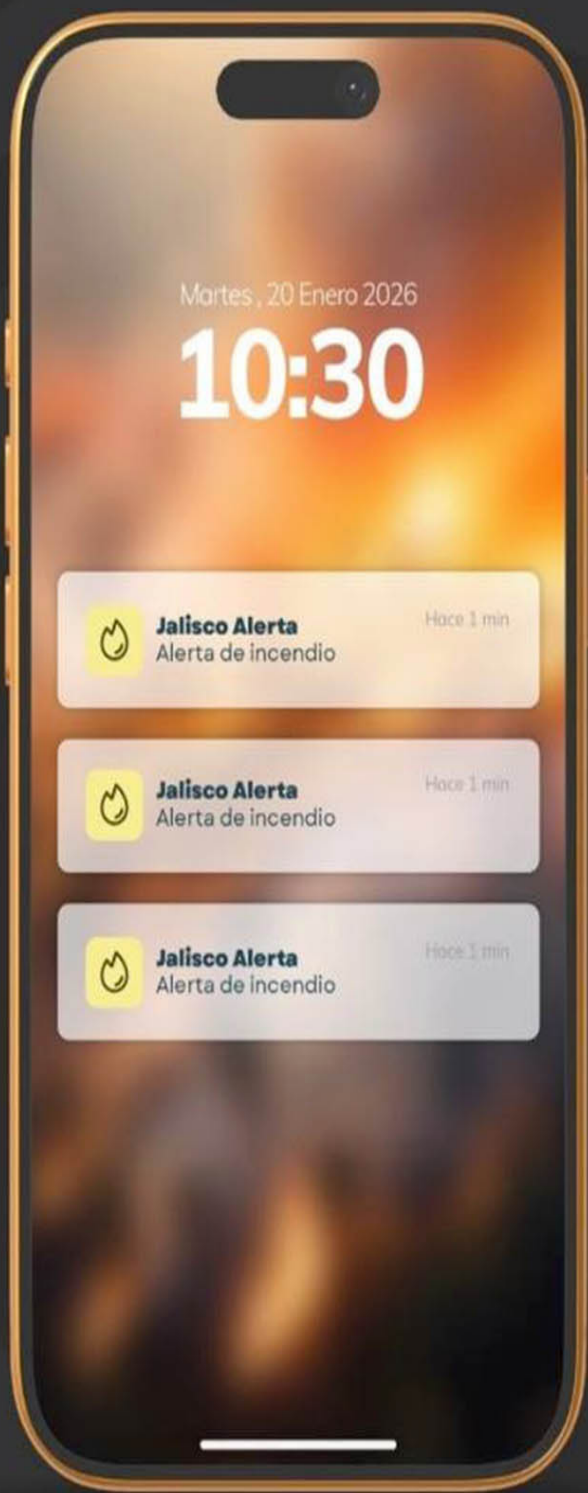 Martes , 20 Enero 2026
10:30
Jalisco Alerta
Hace 1 min
Alerta de incendio
Jalisco Alerta
Hace 1 min
Alerta de incendio
Jalisco Alerta
Hace 1 min
Alerta de incendio